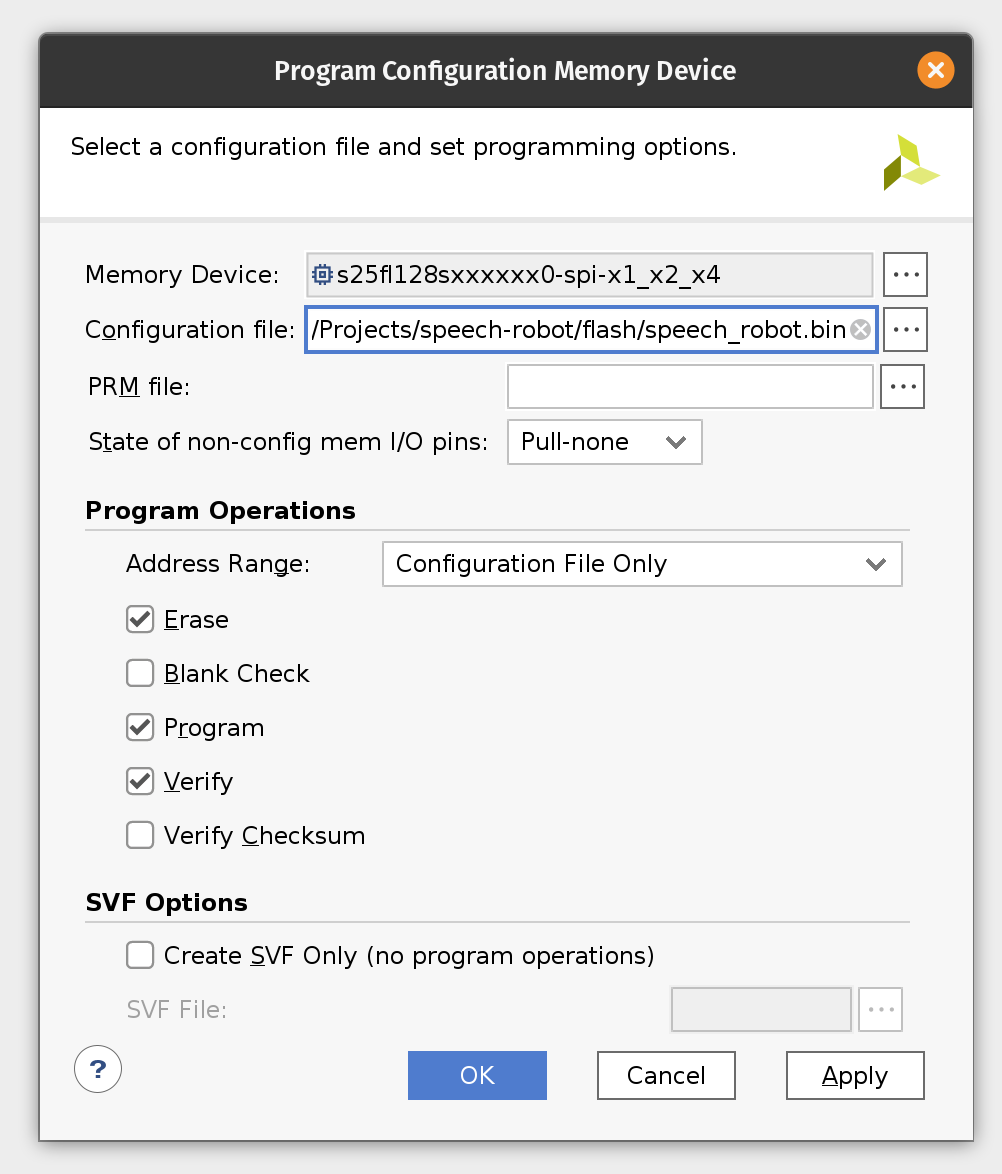 Program Configuration Memory Device
Select a configuration file and set programming options.
Memory Device: s25fl128sxxxxxx0-spi-x1_x2_x4 ...
Configuration file: /Projects/speech-robot/flash/speech_robot.bin ...
PRM file: ...
State of non-config mem I/O pins: Pull-none
Program Operations
Address Range: Configuration File Only
Erase
Blank Check
Program
Verify
Verify Checksum
SVF Options
Create SVF Only (no program operations)
SVF File: ...
? OK Cancel Apply